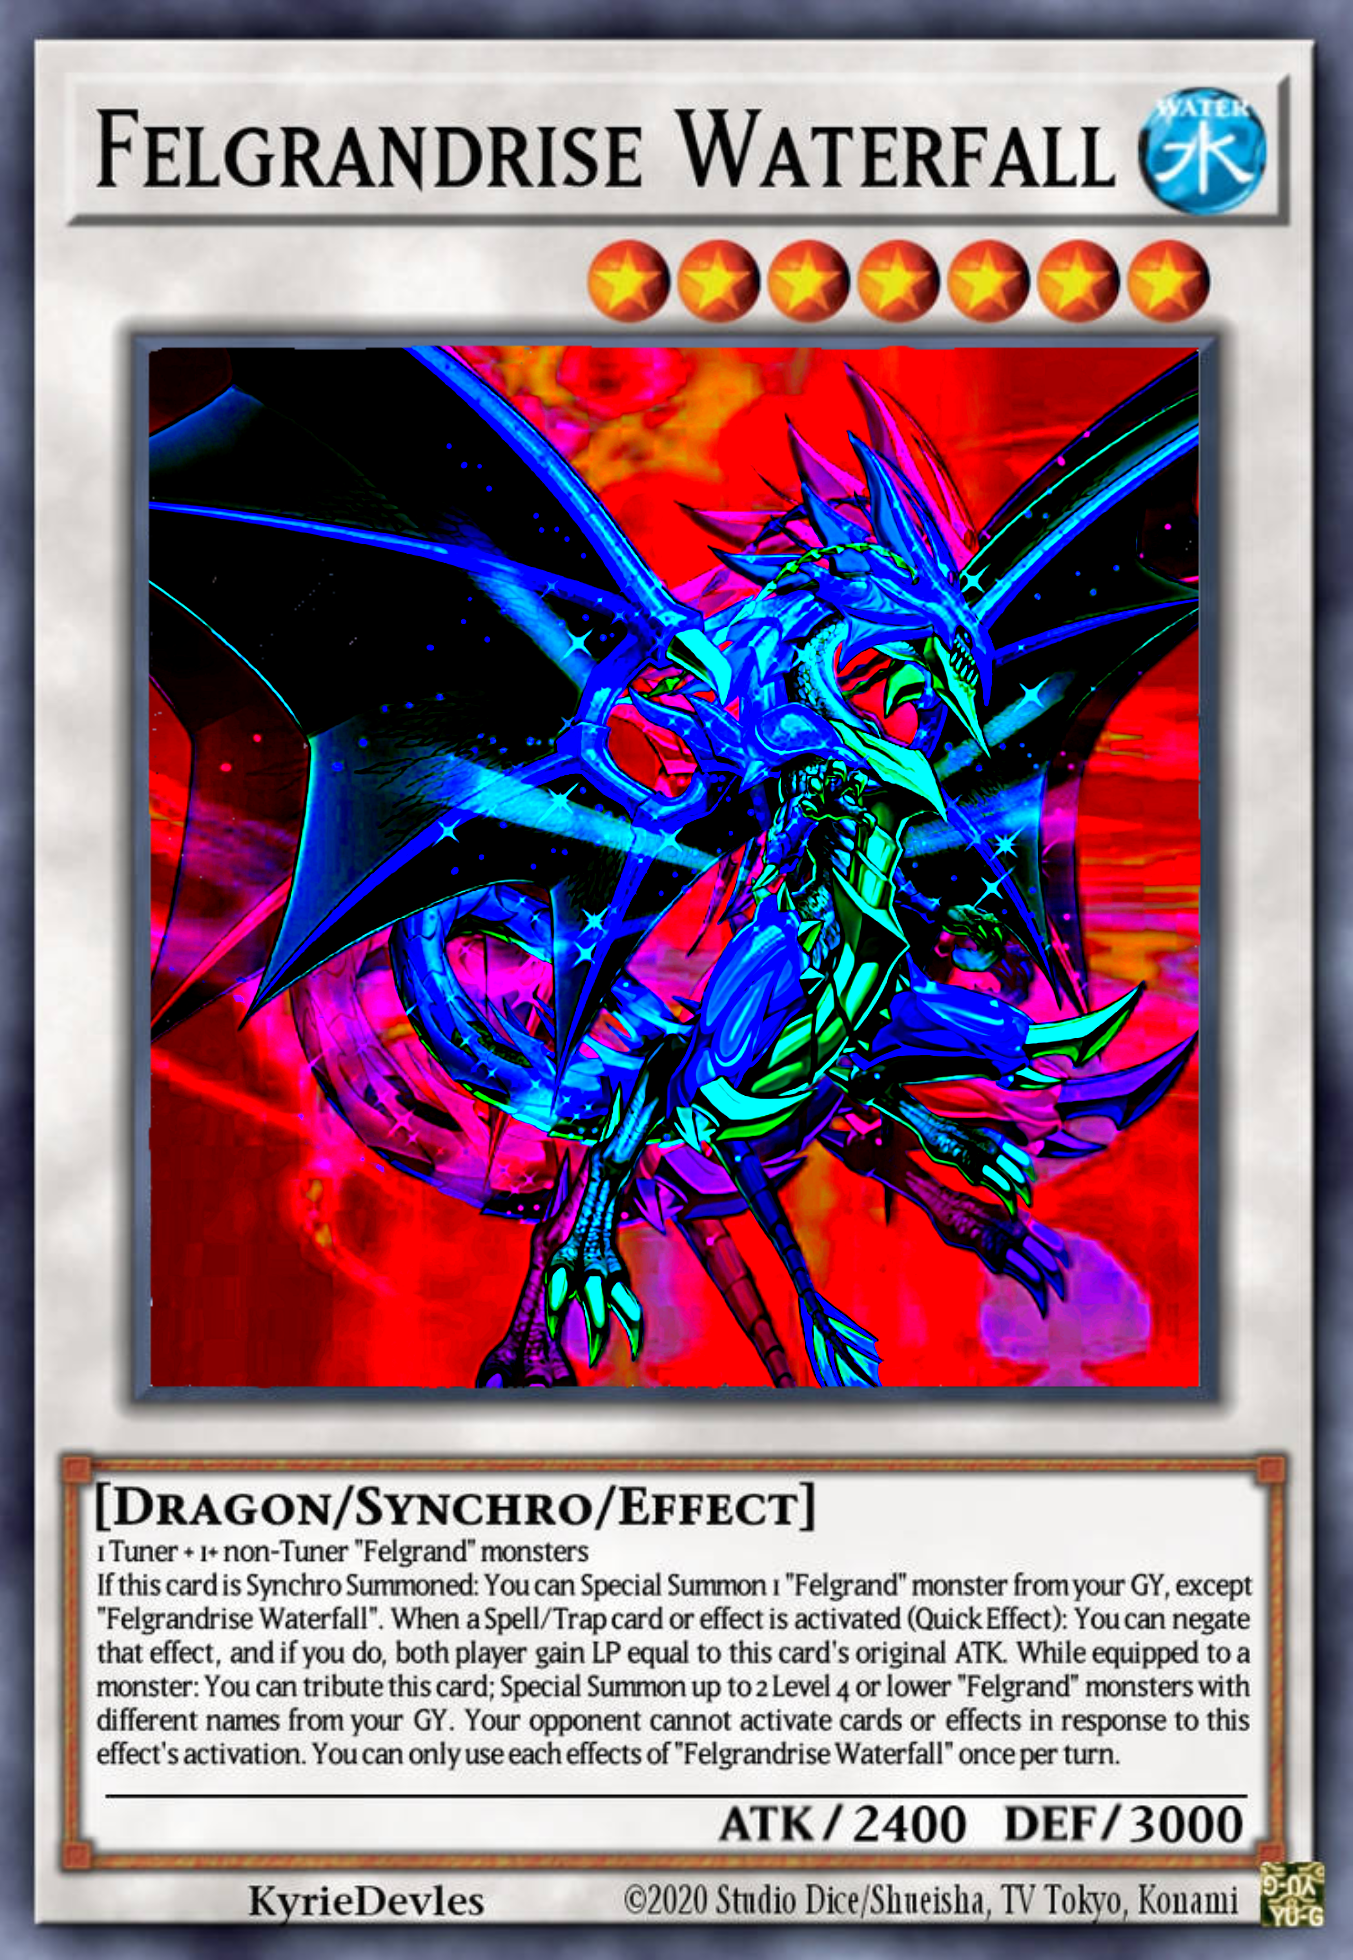 Felgrandrise Waterfall
WATER
水
[Dragon/Synchro/Effect]
1 Tuner + 1+ non-Tuner "Felgrand" monsters
If this card is Synchro Summoned: You can Special Summon 1 "Felgrand" monster from your GY, except
"Felgrandrise Waterfall". When a Spell/Trap card or effect is activated (Quick Effect): You can negate
that effect, and if you do, both player gain LP equal to this card's original ATK. While equipped to a
monster: You can tribute this card; Special Summon up to 2 Level 4 or lower "Felgrand" monsters with
different names from your GY. Your opponent cannot activate cards or effects in response to this
effect's activation. You can only use each effects of "Felgrandrise Waterfall" once per turn.
ATK/2400 DEF/3000
KyrieDevles ©2020 Studio Dice/Shueisha, TV Tokyo, Konami
YU-G